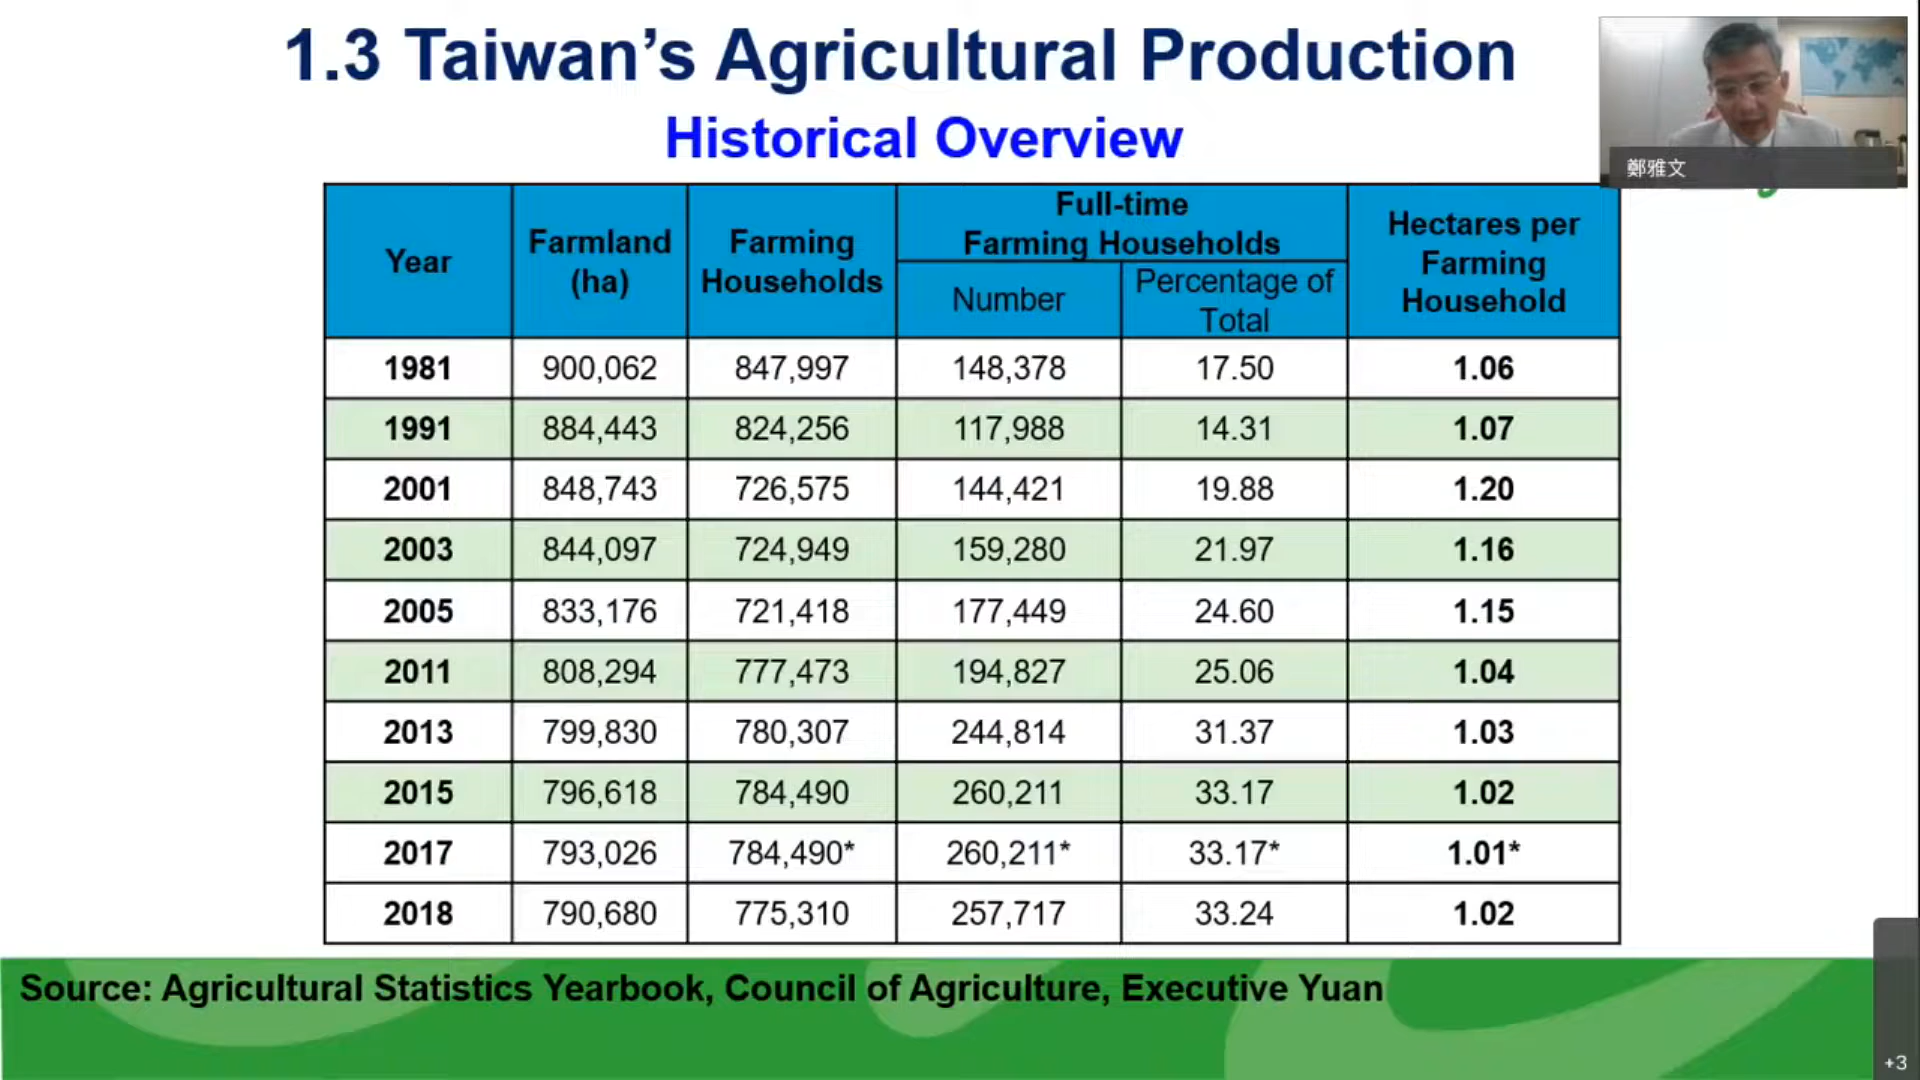 1.3 Taiwan’s Agricultural Production
Historical Overview
鄭雅文
Year
Farmland
(ha)
Farming
Households
Full-time
Farming Households
Number
Percentage of
Total
Hectares per
Farming
Household
1981 900,062 847,997 148,378 17.50 1.06
1991 884,443 824,256 117,988 14.31 1.07
2001 848,743 726,575 144,421 19.88 1.20
2003 844,097 724,949 159,280 21.97 1.16
2005 833,176 721,418 177,449 24.60 1.15
2011 808,294 777,473 194,827 25.06 1.04
2013 799,830 780,307 244,814 31.37 1.03
2015 796,618 784,490 260,211 33.17 1.02
2017 793,026 784,490* 260,211* 33.17* 1.01*
2018 790,680 775,310 257,717 33.24 1.02
Source: Agricultural Statistics Yearbook, Council of Agriculture, Executive Yuan
+3